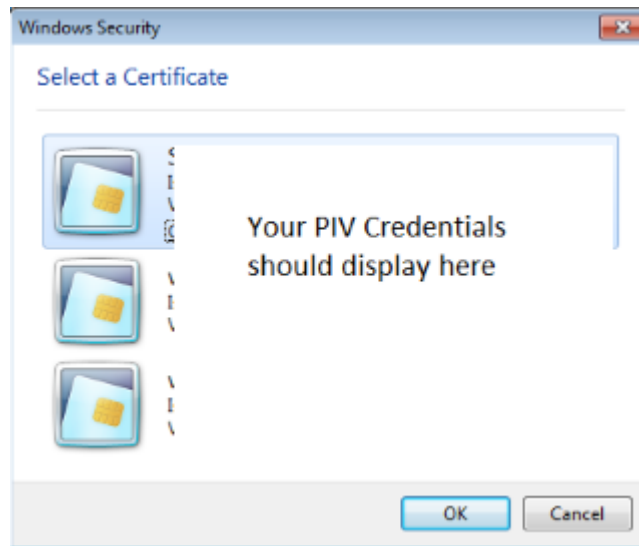 Windows Security
Select a Certificate
Your PIV Credentials
should display here
OK
Cancel